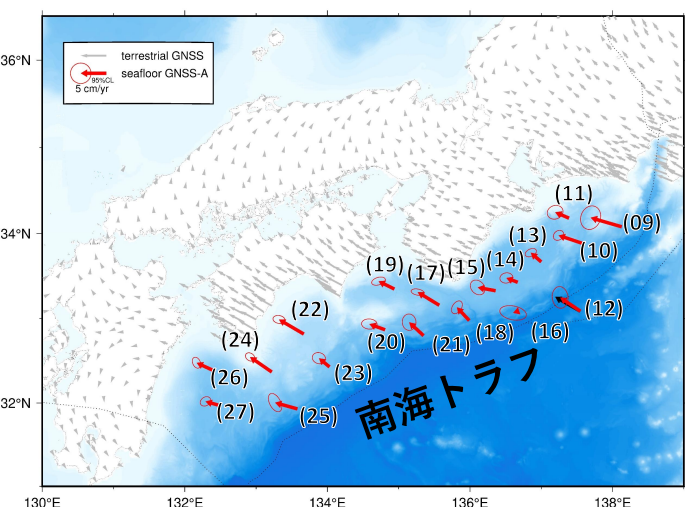 36°N
terrestrial GNSS
seafloor GNSS-A
95%CL
5 cm/yr
34°N
(11)
(09)
(10)
(13)
(14)
(15)
(17)
(19)
(12)
(16)
(18)
(21)
(20)
(22)
(24)
(23)
(26)
(27)
(25)
南海トラフ
32°N
130°E
132°E
134°E
136°E
138°E